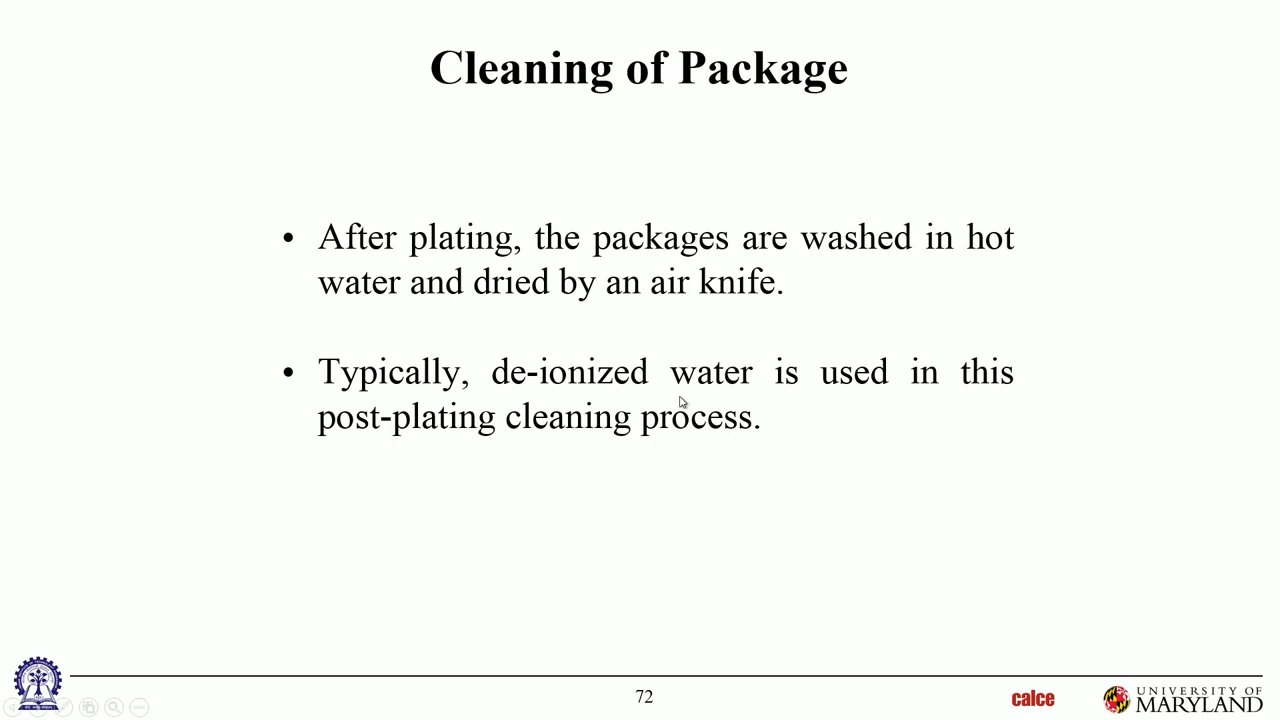 Cleaning of Package
• After plating, the packages are washed in hot
water and dried by an air knife.
• Typically, de-ionized water is used in this
post-plating cleaning process.
72
calce
UNIVERSITY OF
MARYLAND